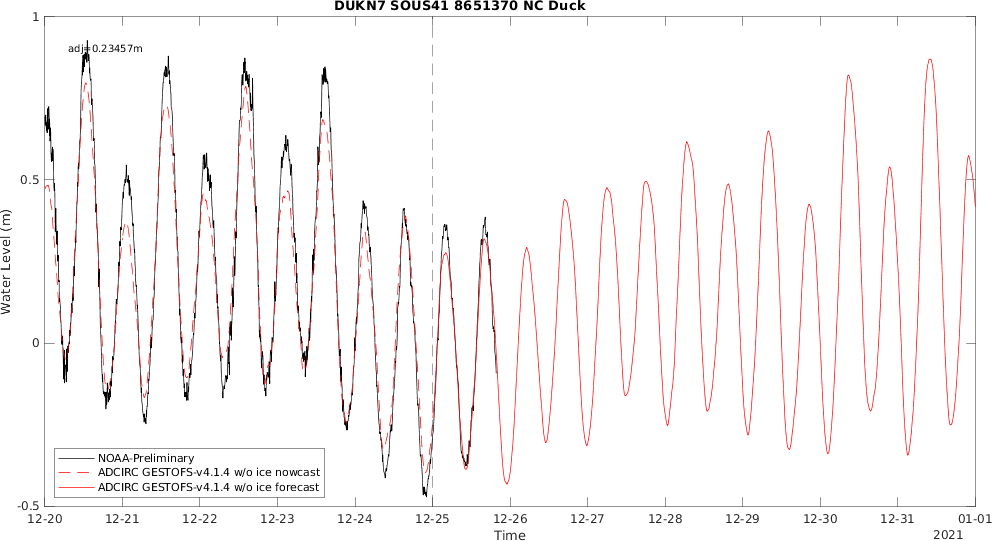 DUKN7 SOUS41 8651370 NC Duck
adj=0.23457m
1
0.5
0
-0.5
Water Level (m)
NOAA-Preliminary
ADCIRC GESTOFS-v4.1.4 w/o ice nowcast
ADCIRC GESTOFS-v4.1.4 w/o ice forecast
12-20 12-21 12-22 12-23 12-24 12-25 12-26 12-27 12-28 12-29 12-30 12-31 01-01
Time
2021